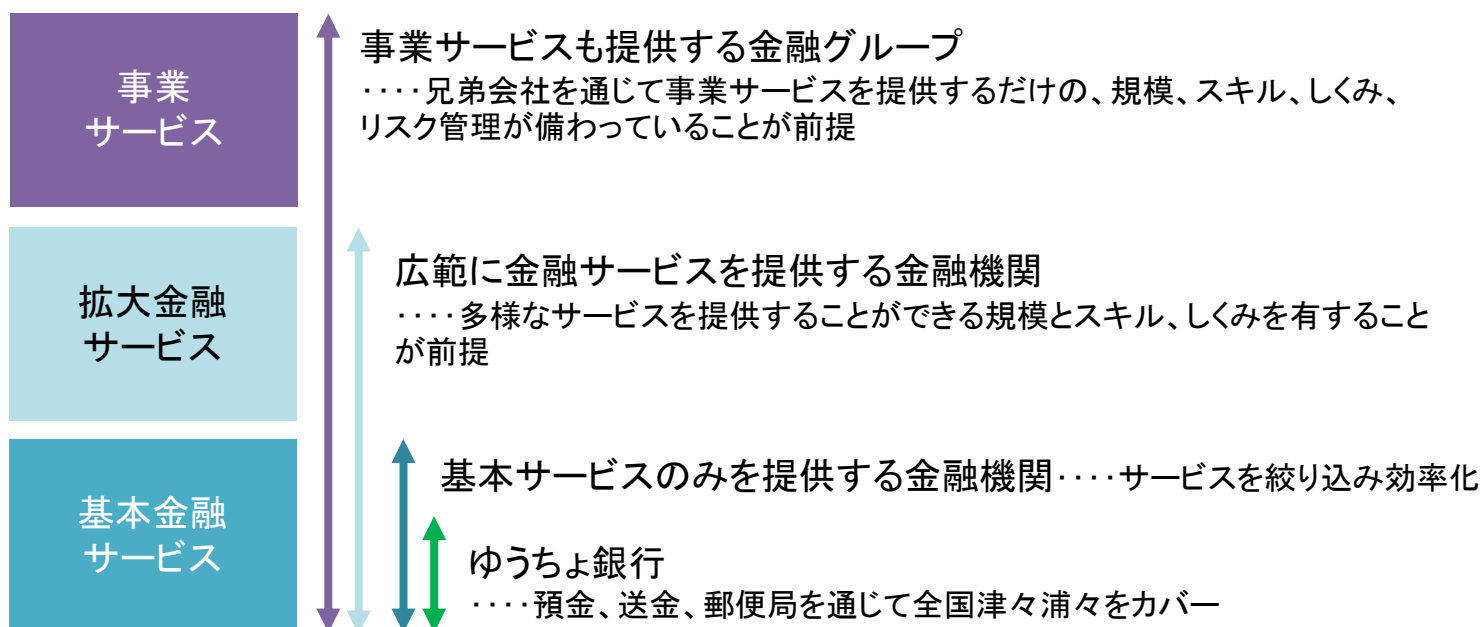 事業
サービス
事業サービスも提供する金融グループ
････兄弟会社を通じて事業サービスを提供するだけの、規模、スキル、しくみ、
リスク管理が備わっていることが前提
拡大金融
サービス
広範に金融サービスを提供する金融機関
････多様なサービスを提供することができる規模とスキル、しくみを有すること
が前提
基本金融
サービス
基本サービスのみを提供する金融機関････サービスを絞り込み効率化
ゆうちょ銀行
････預金、送金、郵便局を通じて全国津々浦々をカバー